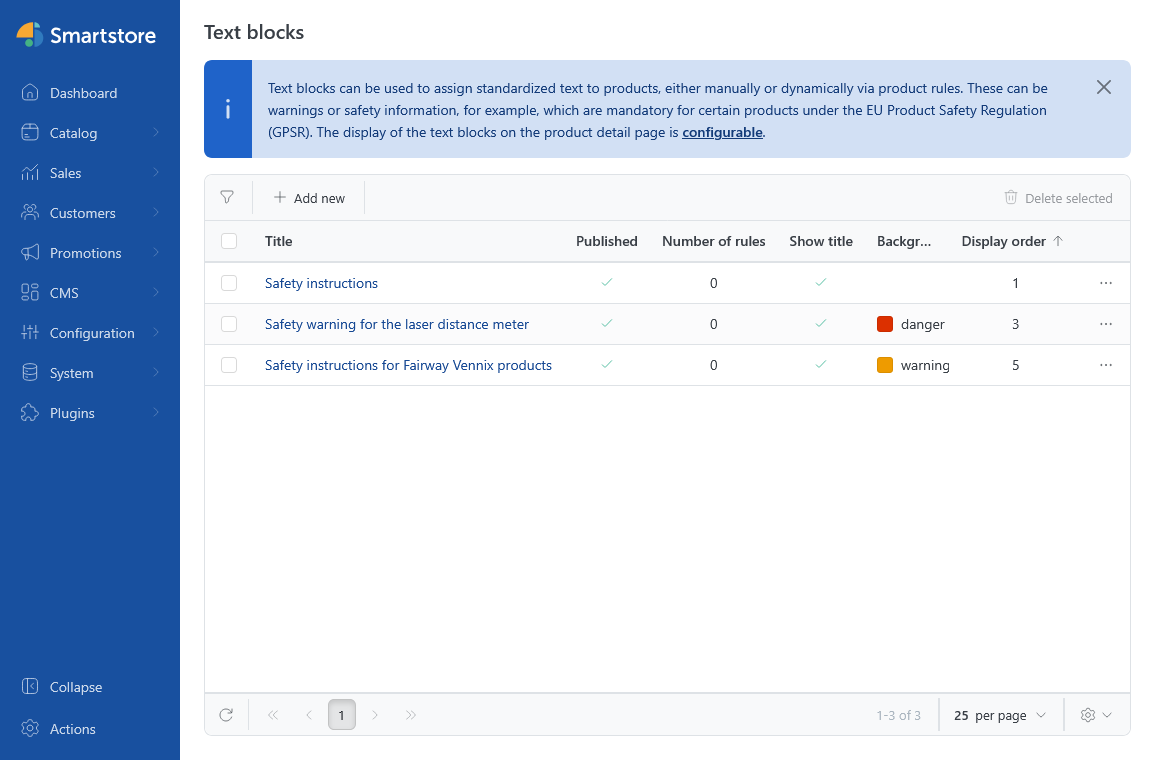 Smartstore
Dashboard
Catalog
Sales
Customers
Promotions
CMS
Configuration
System
Plugins
Collapse
Actions
Text blocks
Text blocks can be used to assign standardized text to products, either manually or dynamically via product rules. These can be
warnings or safety information, for example, which are mandatory for certain products under the EU Product Safety Regulation
(GPSR). The display of the text blocks on the product detail page is configurable.
Add new
Delete selected
Title Published Number of rules Show title Backgr... Display order
Safety instructions 0 1
Safety warning for the laser distance meter 0 danger 3
Safety instructions for Fairway Vennix products 0 warning 5
1 1-3 of 3 25 per page